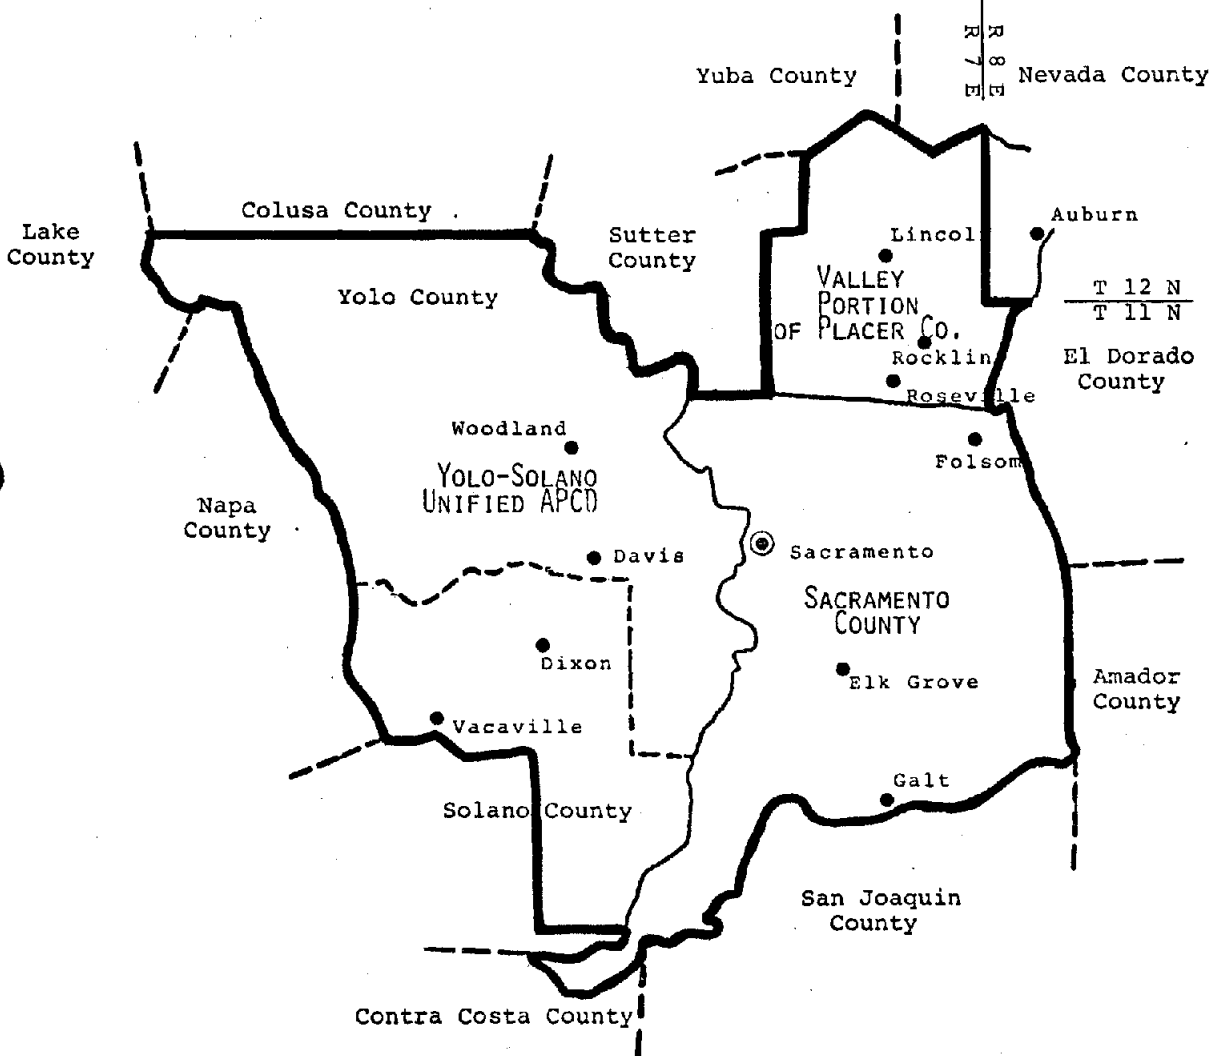 R 8 E
R 7 E
Yuba County
Nevada County
Colusa County
Lake
County
Sutter
County
Auburn
Lincoln
Yolo County
VALLEY
PORTION
OF PLACER CO.
T 12 N
T 11 N
Rocklin
El Dorado
County
Roseville
Woodland
Folsom
YOLO-SOLANO
UNIFIED APCD
Napa
County
Davis
Sacramento
SACRAMENTO
COUNTY
Dixon
Elk Grove
Amador
County
Vacaville
Galt
Solano County
San Joaquin
County
Contra Costa County